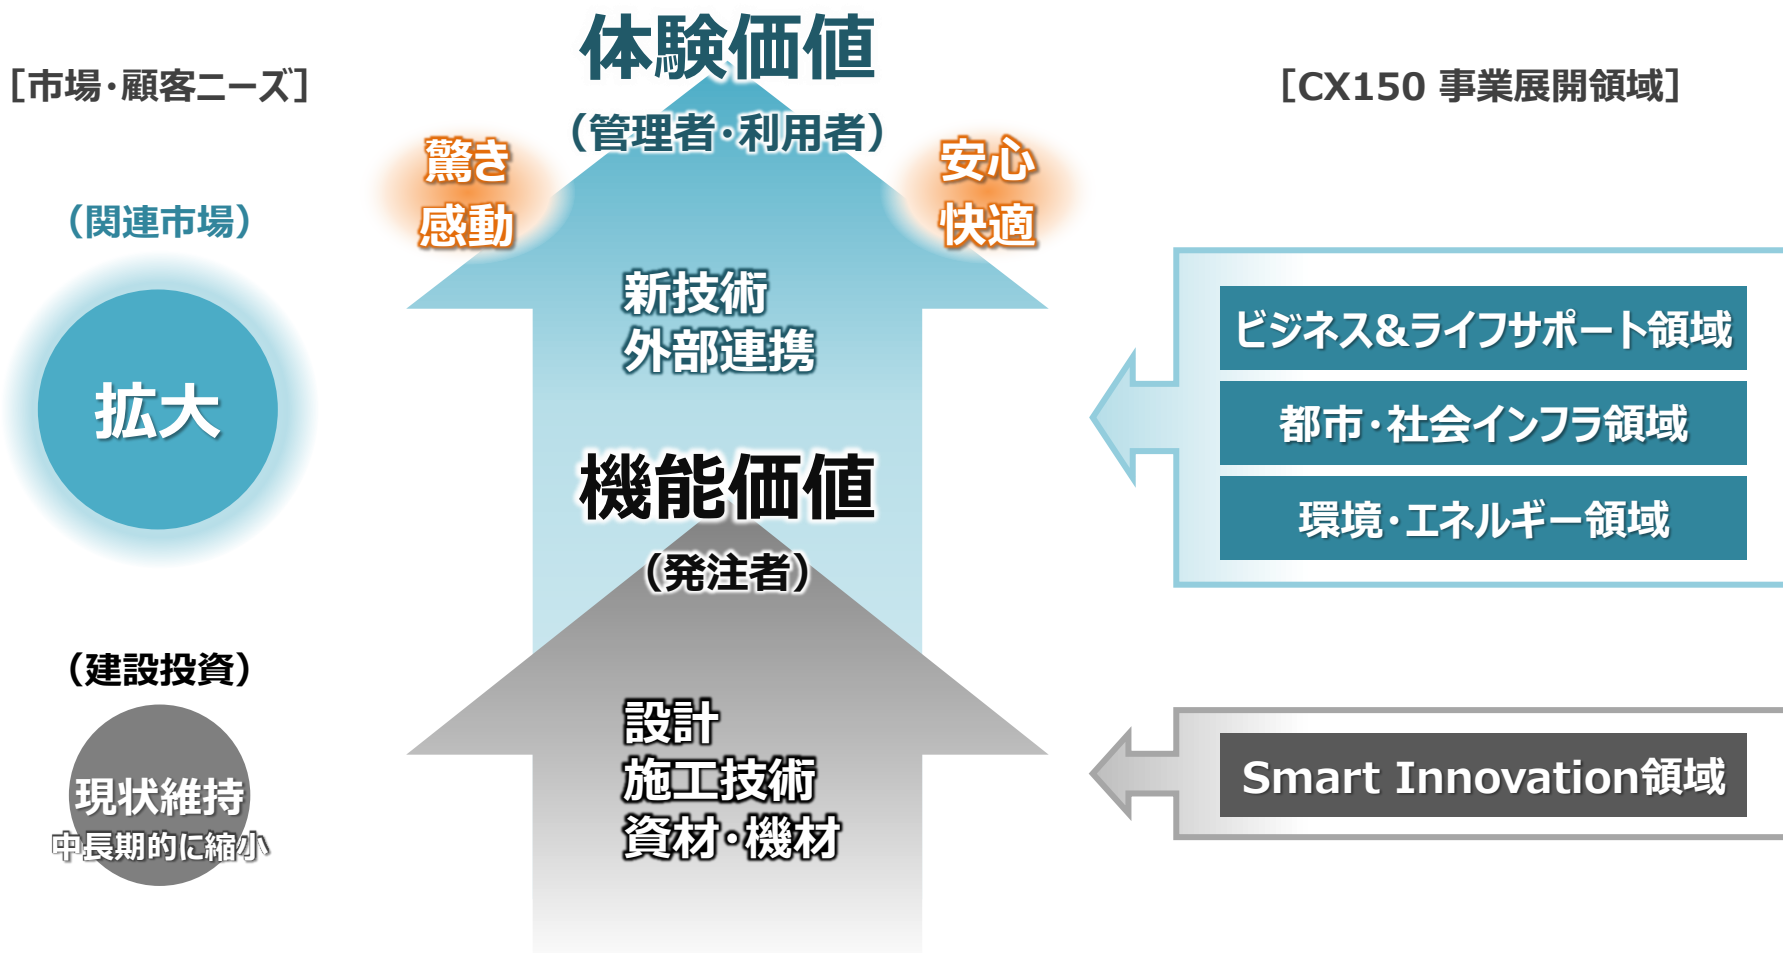 ［市場･顧客ニーズ］
（関連市場）
拡大
（建設投資）
現状維持
中長期的に縮小
体験価値
（管理者･利用者）
驚き
感動
安心
快適
新技術
外部連携
機能価値
（発注者）
設計
施工技術
資材･機材
［CX150 事業展開領域］
ビジネス&ライフサポート領域
都市･社会インフラ領域
環境･エネルギー領域
Smart Innovation領域